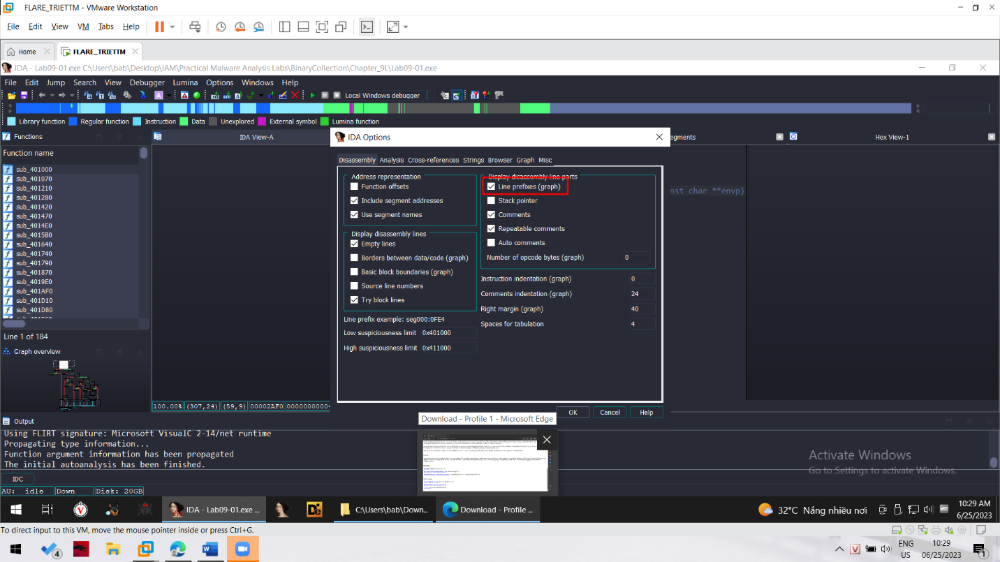 FLARE_TRIETTM - VMware Workstation
File Edit View VM Tabs Help
Home FLARE_TRIETTM
IDA - Lab09-01.exe C:\Users\bab\Desktop\IAM\Practical Malware Analysis Labs\BinaryCollection\Chapter_9L\Lab09-01.exe
File Edit Jump Search View Debugger Lumina Options Windows Help
Local Windows debugger
Library function Regular function Instruction Data Unexplored External symbol Lumina function
Functions
IDA View-A
IDA Options
egments
Hex View-1
Function name
sub_401000
sub_401070
sub_401210
sub_401280
sub_401420
sub_401470
sub_4014E0
sub_4015B0
sub_401640
sub_401740
sub_401790
sub_401870
sub_4019E0
sub_401AF0
sub_401D10
sub_401D80
Line 1 of 184
Graph overview
Disassembly Analysis Cross-references Strings Browser Graph Misc
Address representation
Function offsets
Include segment addresses
Use segment names
Display disassembly lines
Empty lines
Borders between data/code (graph)
Basic block boundaries (graph)
Source line numbers
Try block lines
Line prefix example: seg000:0FE4
Low suspiciousness limit 0x401000
High suspiciousness limit 0x411000
Display disassembly line parts
Line prefixes (graph)
Stack pointer
Comments
Repeatable comments
Auto comments
Number of opcode bytes (graph) 0
Instruction indentation (graph) 0
Comments indentation (graph) 24
Right margin (graph) 40
Spaces for tabulation 4
nst char **envp)
OK Cancel Help
100.00% (307,24) (59,9) 00002AF0
Download - Profile 1 - Microsoft Edge
Output
Using FLIRT signature: Microsoft VisualC 2-14/net runtime
Propagating type information...
Function argument information has been propagated
The initial autoanalysis has been finished.
IDC
AU: idle Down Disk: 20GB
Activate Windows
Go to Settings to activate Windows.
IDA - Lab09-01.exe ...
C:\Users\bab\Down...
Download - Profile ...
32°C Nắng nhiều nơi
10:29 AM
6/25/2023
To direct input to this VM, move the mouse pointer inside or press Ctrl+G.
4
ENG
US
10:29
06/25/2023
1